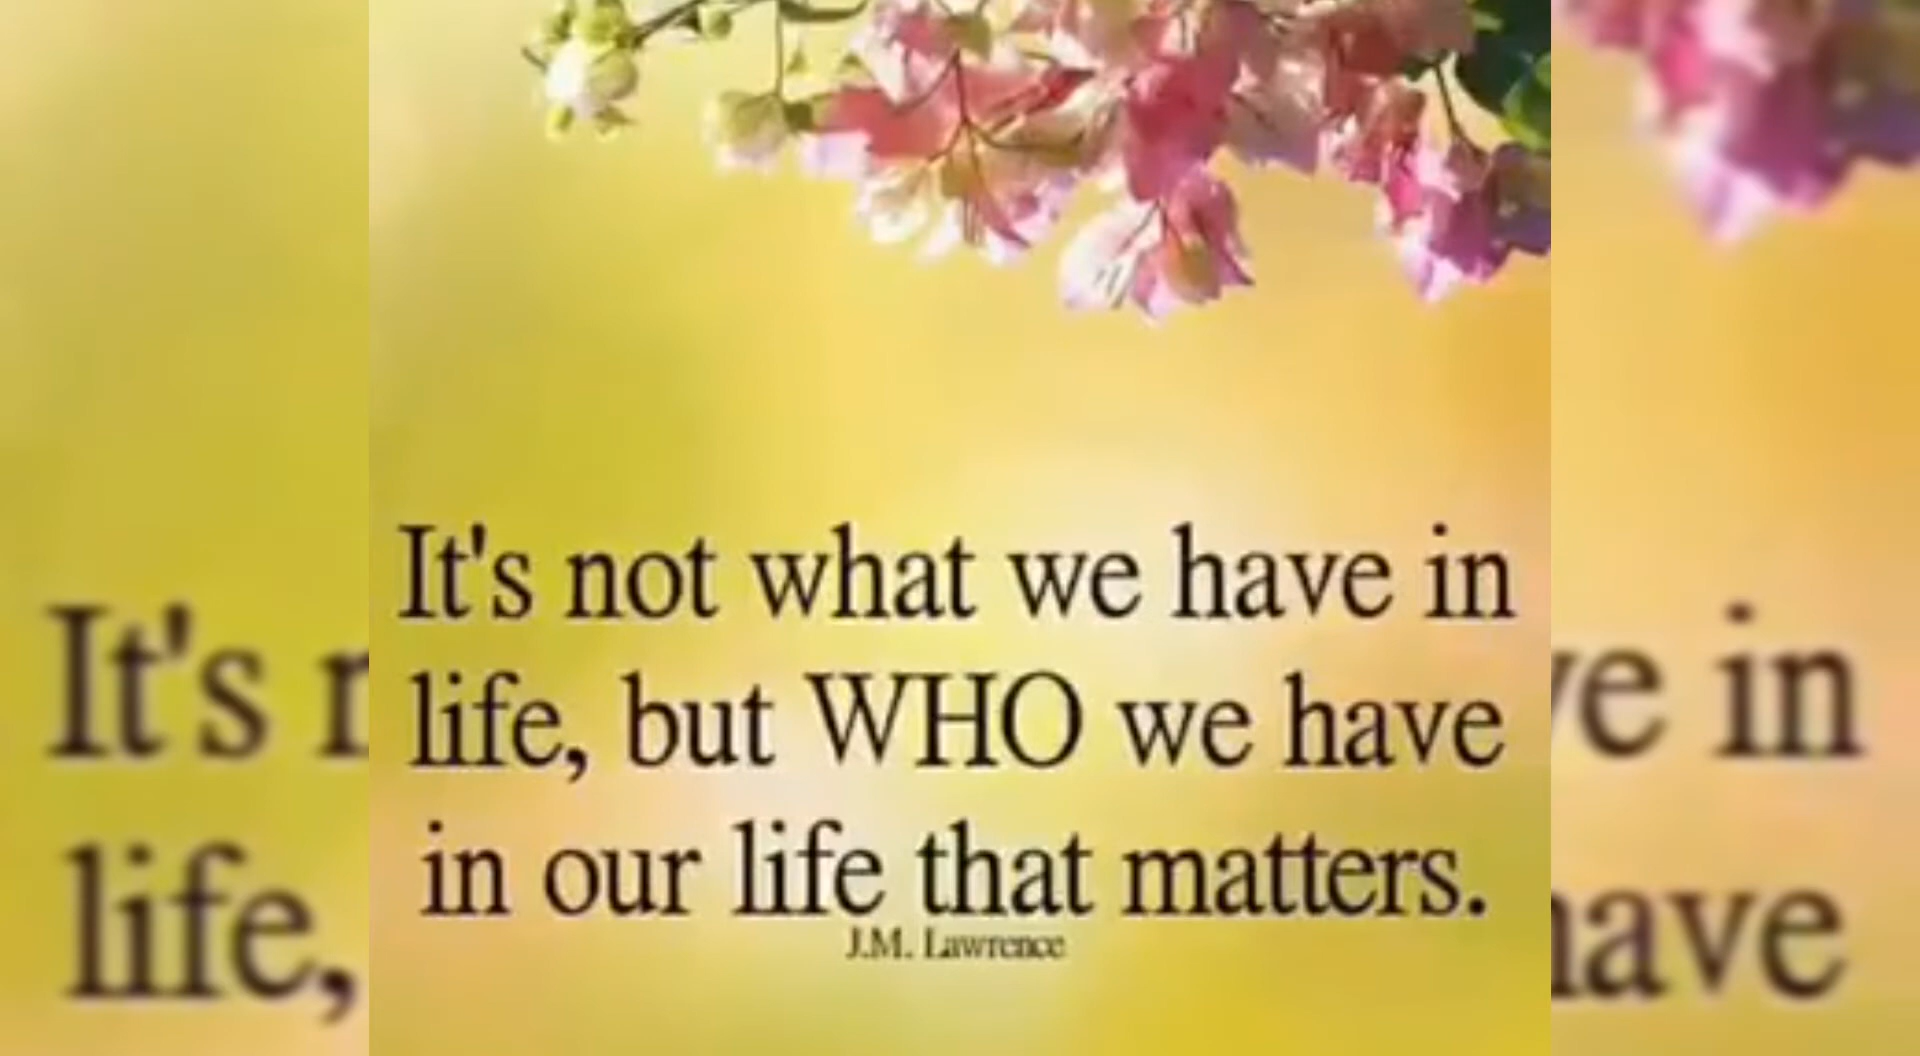 It's not what we have in
life, but WHO we have
in our life that matters.
J.M. Lawrence